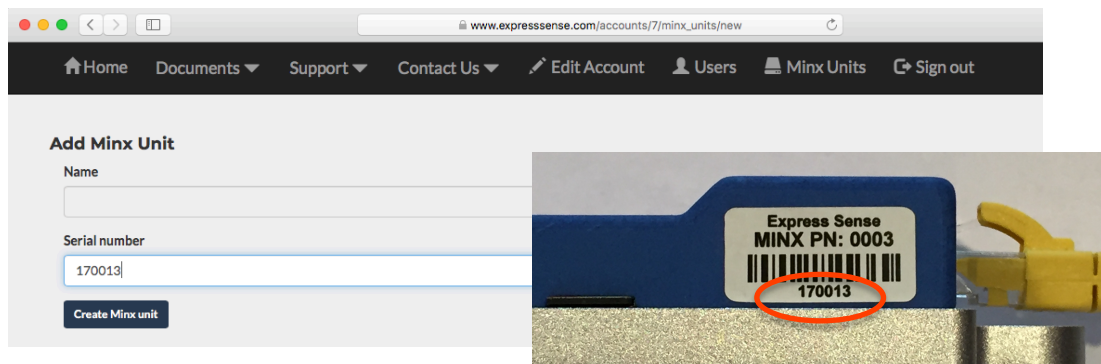 www.expresssense.com/accounts/7/minx_units/new
Home Documents Support Contact Us Edit Account Users Minx Units Sign out
Add Minx Unit
Name
Serial number
170013
Create Minx unit
Express Sense
MINX PN: 0003
170013